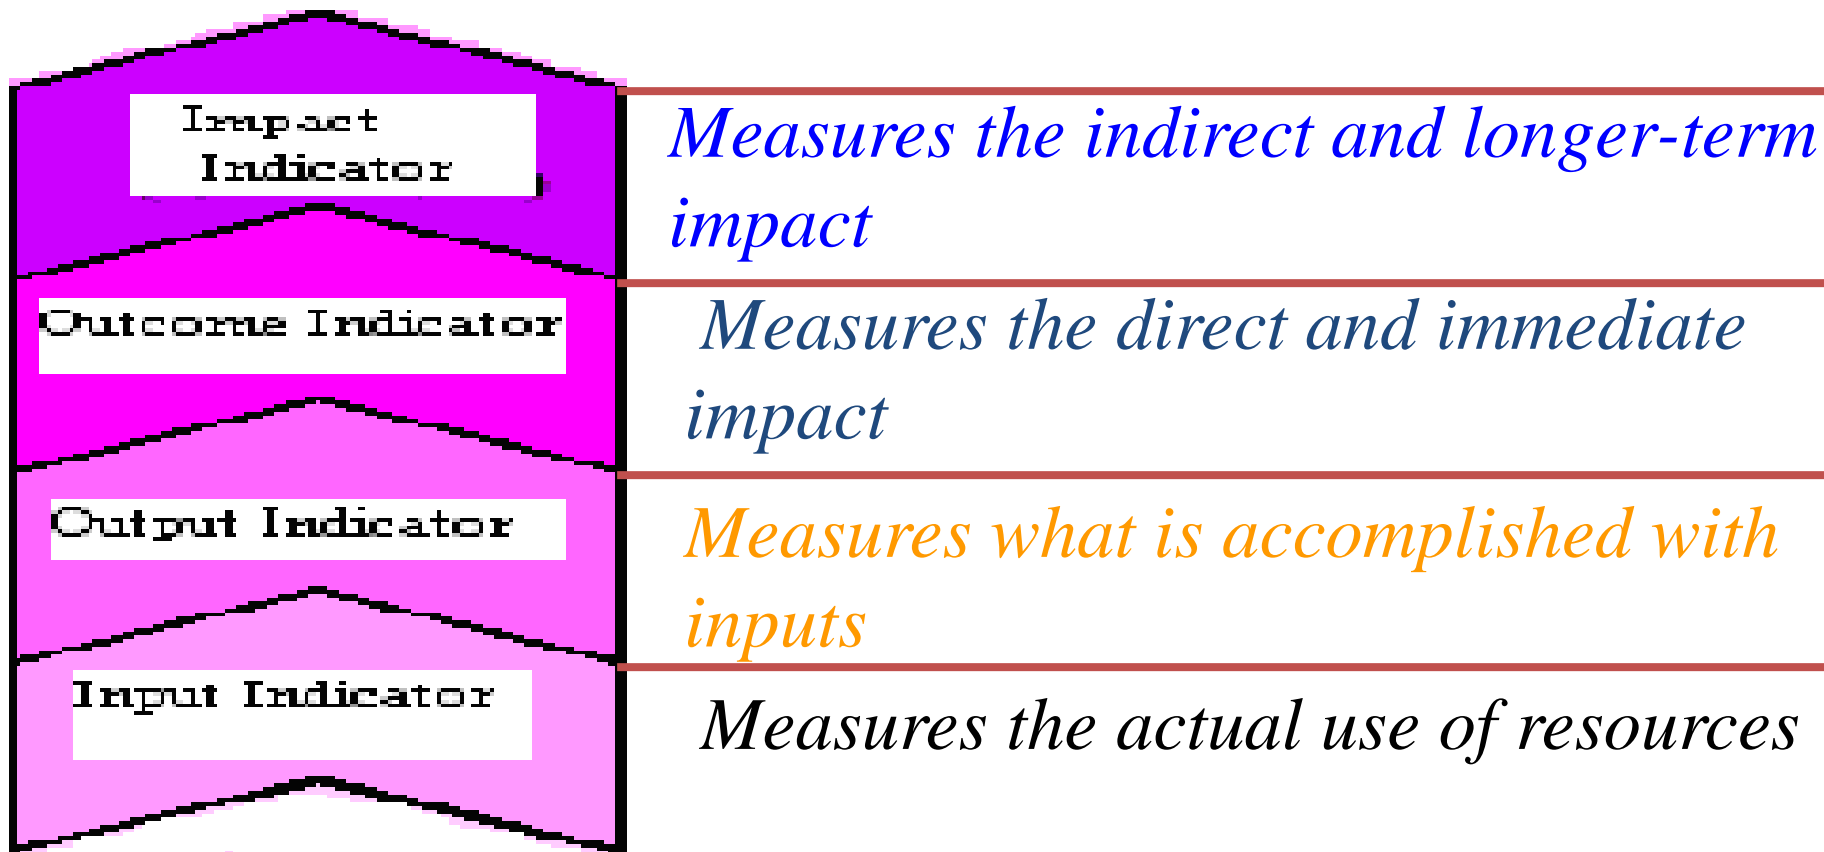 Impact
Indicator
Measures the indirect and longer-term
impact
Outcome Indicator
Measures the direct and immediate
impact
Output Indicator
Measures what is accomplished with
inputs
Input Indicator
Measures the actual use of resources